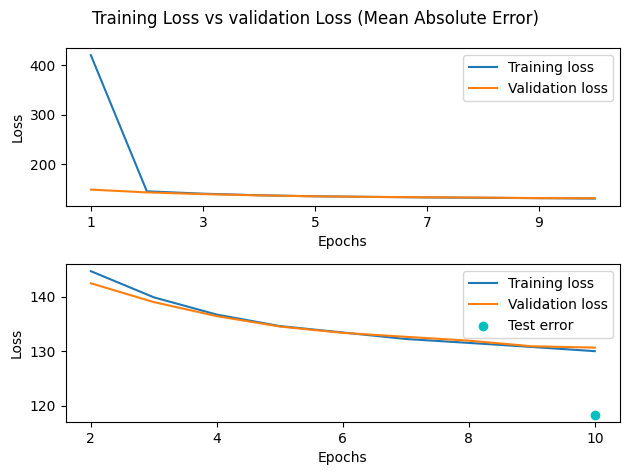 Training Loss vs validation Loss (Mean Absolute Error)
400
300
200
Loss
Training loss
Validation loss
1 3 5 7 9
Epochs
140
130
120
Loss
Training loss
Validation loss
Test error
2 4 6 8 10
Epochs